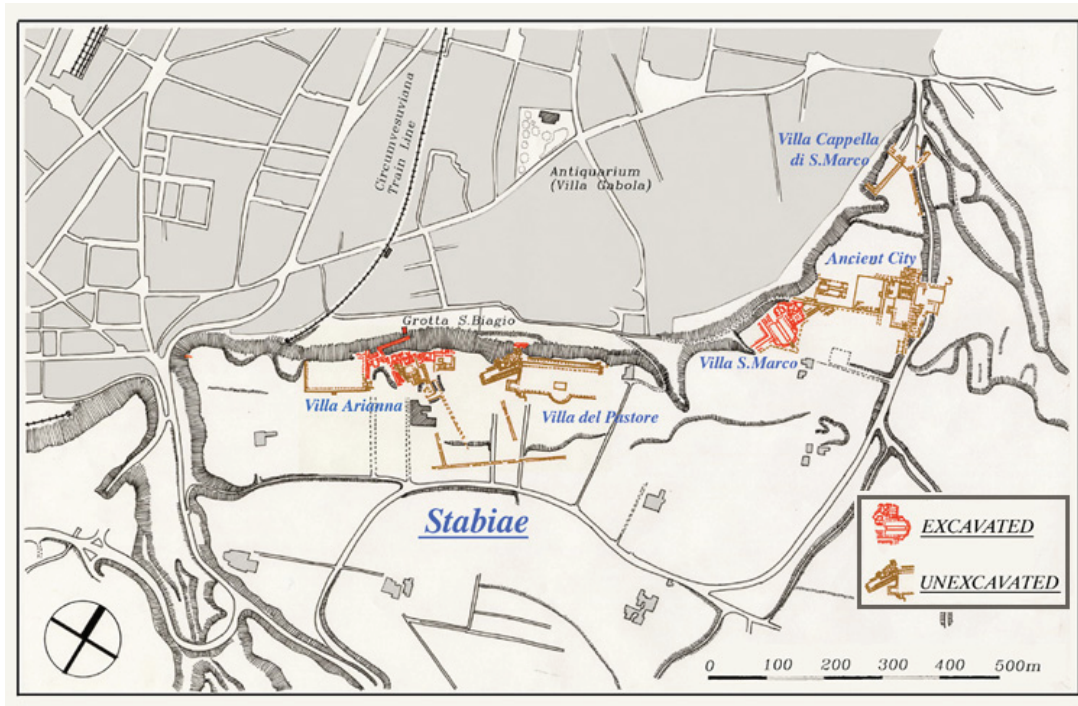 Circumvesuviana
Train Line
Antiquarium
(Villa Gabola)
Villa Cappella
di S.Marco
Ancient City
Grotta S.Biagio
Villa S.Marco
Villa Arianna
Villa del Pastore
Stabiae
EXCAVATED
UNEXCAVATED
0 100 200 300 400 500m